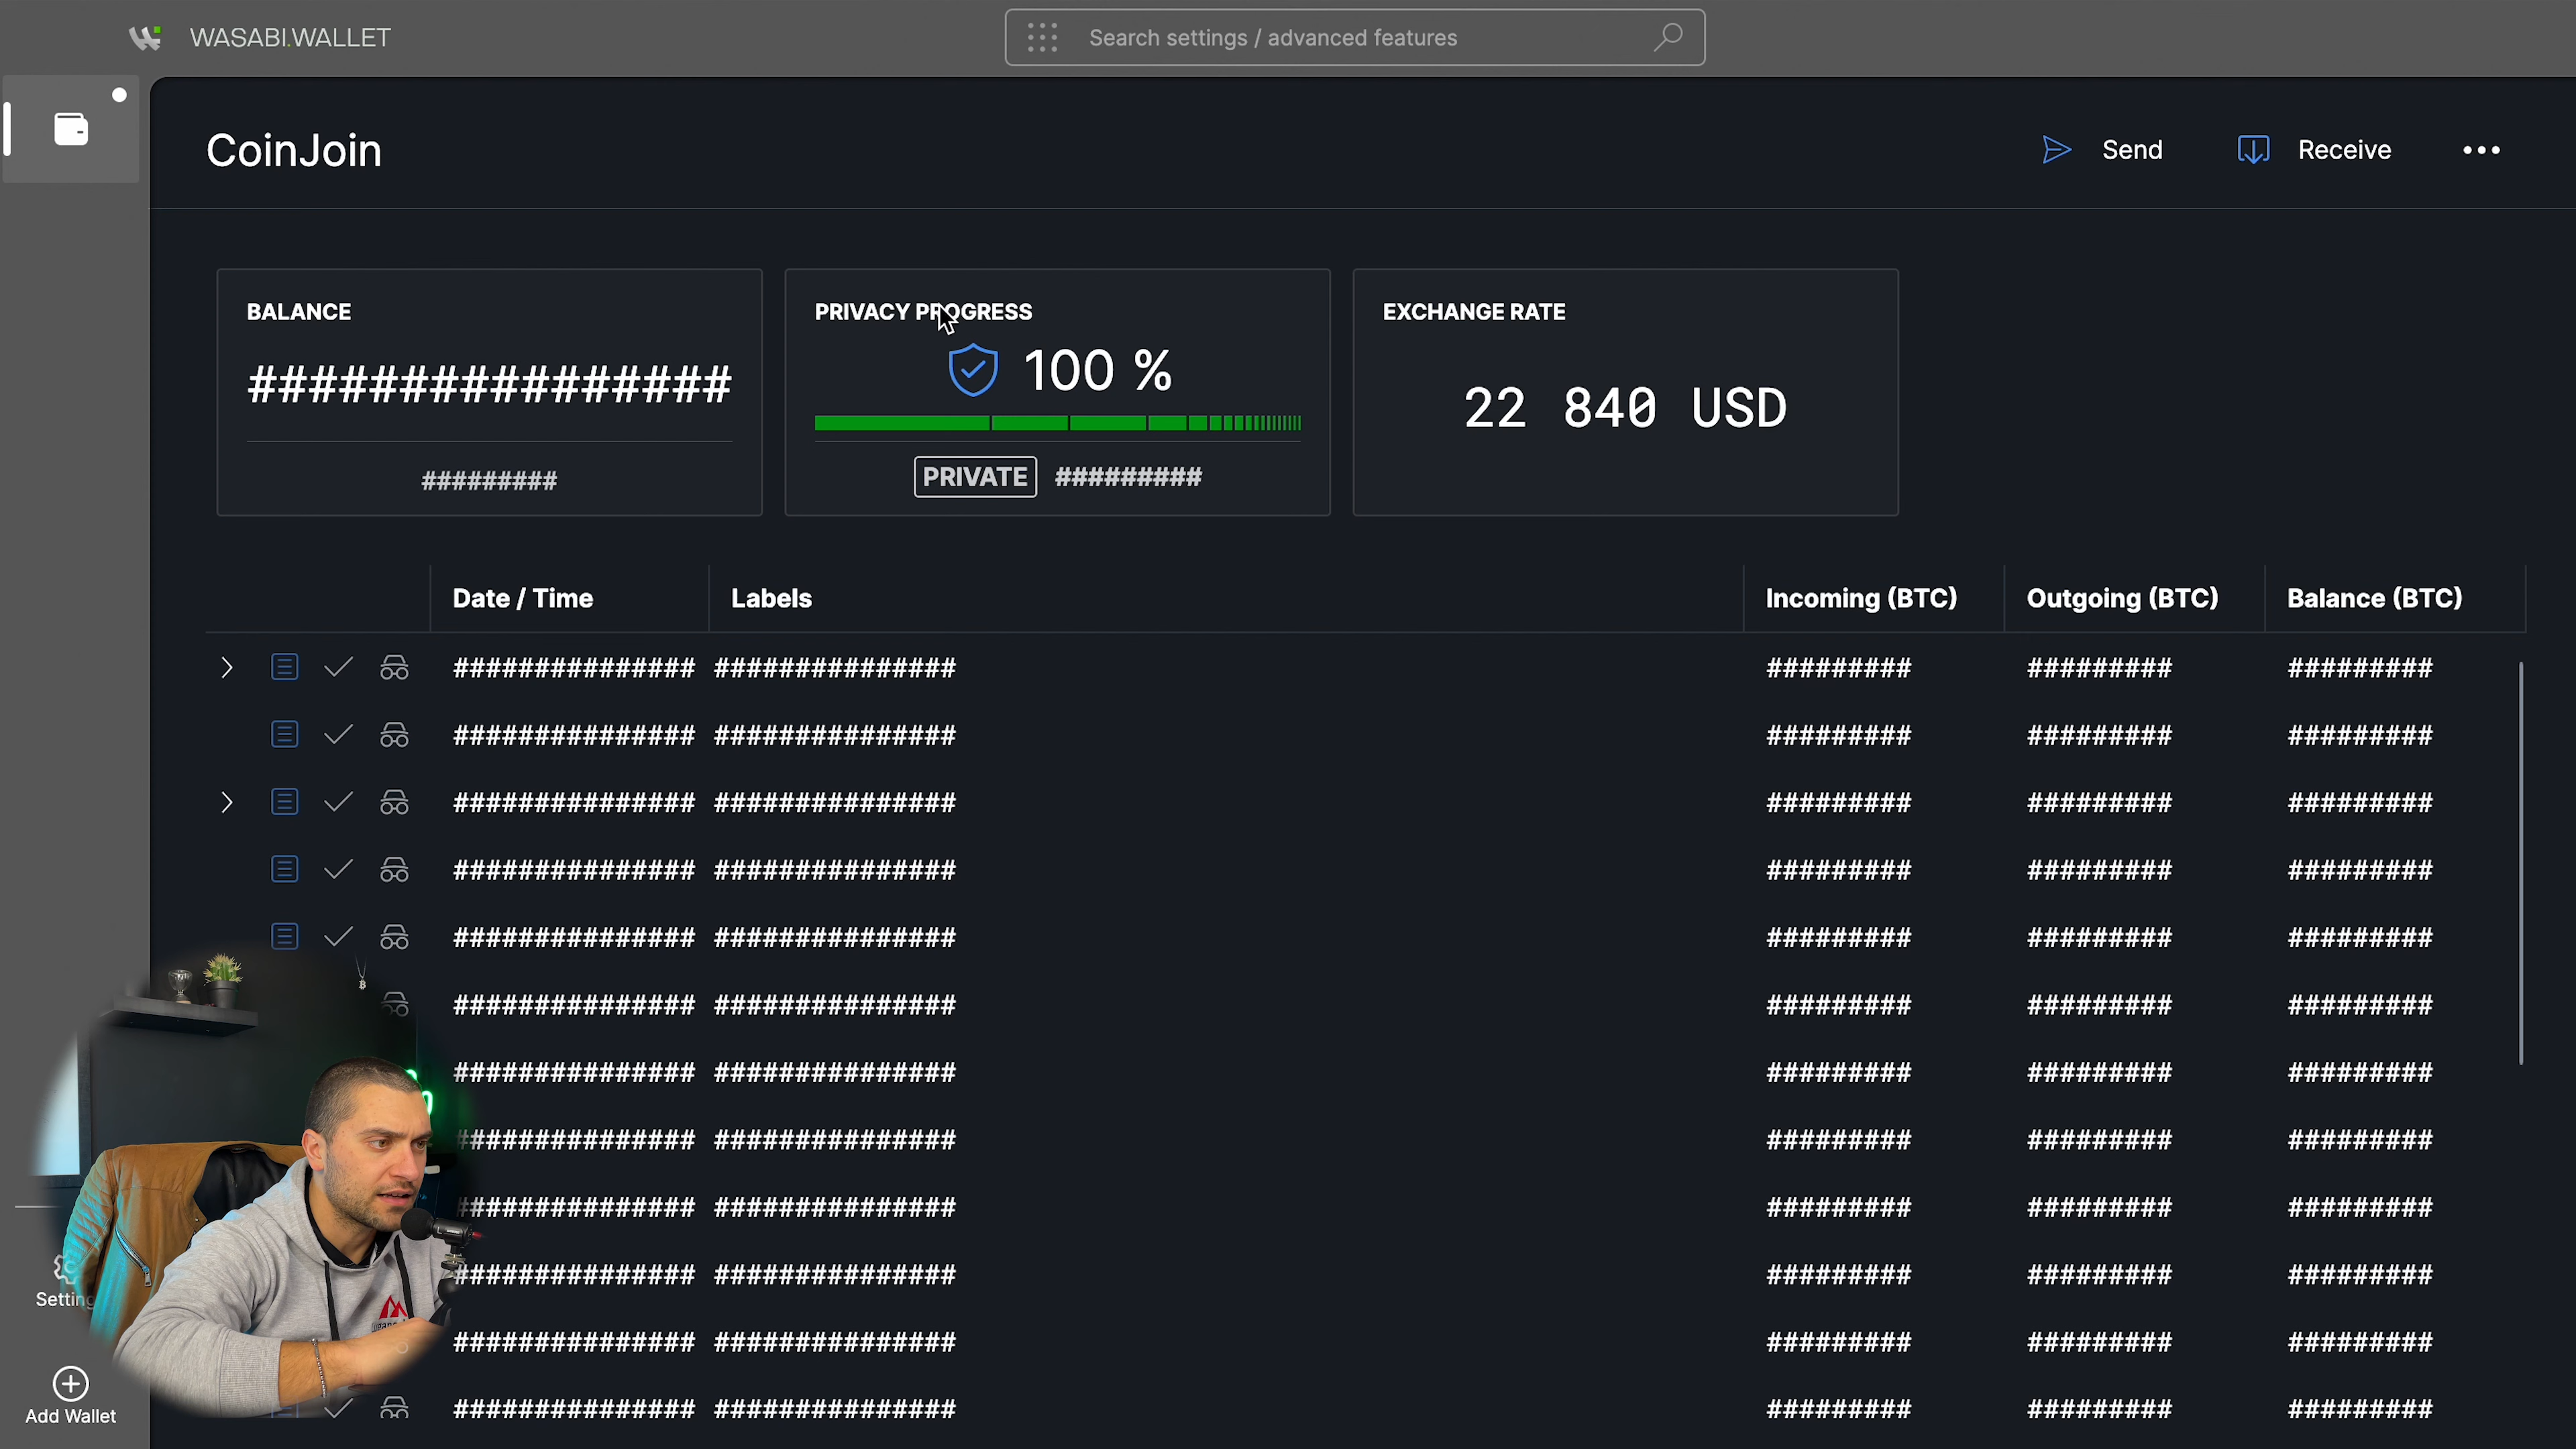 WASABI.WALLET
Search settings / advanced features
CoinJoin
Send
Receive
BALANCE
################
#########
PRIVACY PROGRESS
100 %
PRIVATE #########
EXCHANGE RATE
22 840 USD
Date / Time Labels Incoming (BTC) Outgoing (BTC) Balance (BTC)
############### ############### ######### ######### #########
############### ############### ######### ######### #########
############### ############### ######### ######### #########
############### ############### ######### ######### #########
############### ############### ######### ######### #########
############### ############### ######### ######### #########
############### ############### ######### ######### #########
############### ############### ######### ######### #########
############### ############### ######### ######### #########
############### ############### ######### ######### #########
############### ############### ######### ######### #########
############### ############### ######### ######### #########
Setting
Add Wallet